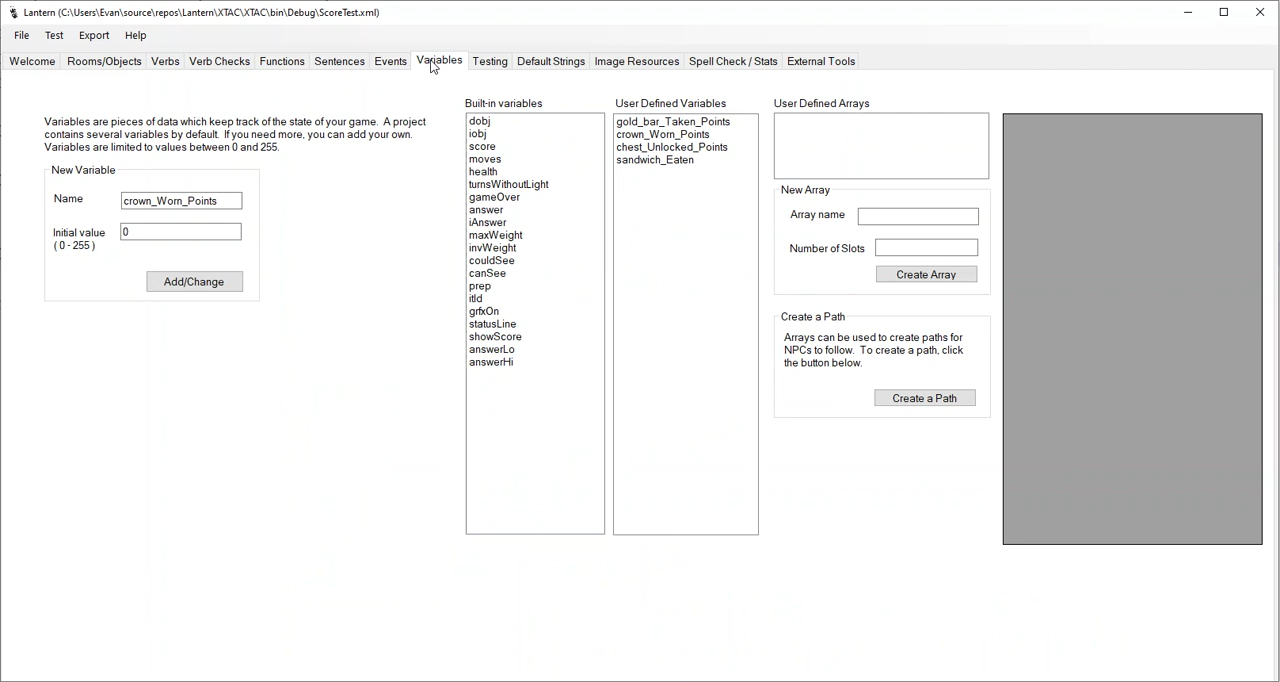 Lantern (C:\Users\Evan\source\repos\Lantern\XTAC\XTAC\bin\Debug\ScoreTest.xml)
File Test Export Help
Welcome Rooms/Objects Verbs Verb Checks Functions Sentences Events Variables Testing Default Strings Image Resources Spell Check / Stats External Tools
Variables are pieces of data which keep track of the state of your game. A project
contains several variables by default. If you need more, you can add your own.
Variables are limited to values between 0 and 255.
New Variable
Name crown_Worn_Points
Initial value 0
( 0 - 255 )
Add/Change
Built-in variables
dobj
iobj
score
moves
health
turnsWithoutLight
gameOver
answer
iAnswer
maxWeight
invWeight
couldSee
canSee
prep
itId
grfxOn
statusLine
showScore
answerLo
answerHi
User Defined Variables
gold_bar_Taken_Points
crown_Worn_Points
chest_Unlocked_Points
sandwich_Eaten
User Defined Arrays
New Array
Array name
Number of Slots
Create Array
Create a Path
Arrays can be used to create paths for
NPCs to follow. To create a path, click
the button below.
Create a Path